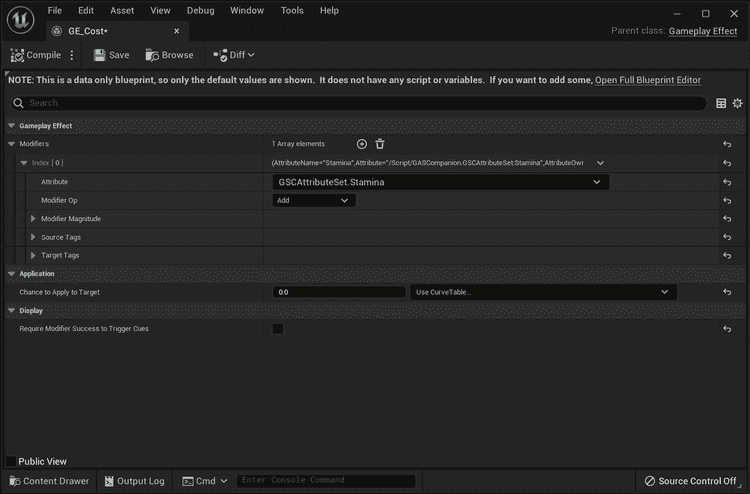 File Edit Asset View Debug Window Tools Help
GE_Cost*
Parent class: Gameplay Effect
Compile Save Browse Diff
NOTE: This is a data only blueprint, so only the default values are shown. It does not have any script or variables. If you want to add some, Open Full Blueprint Editor
Search
Gameplay Effect
Modifiers 1 Array elements
Index [ 0 ] (AttributeName="Stamina",Attribute="/Script/GASCompanion.GSCAttributeSet:Stamina",AttributeOwr
Attribute GSCAttributeSet.Stamina
Modifier Op Add
Modifier Magnitude
Source Tags
Target Tags
Application
Chance to Apply to Target 0.0 Use CurveTable...
Display
Require Modifier Success to Trigger Cues
Public View
Content Drawer Output Log Cmd Enter Console Command Source Control Off